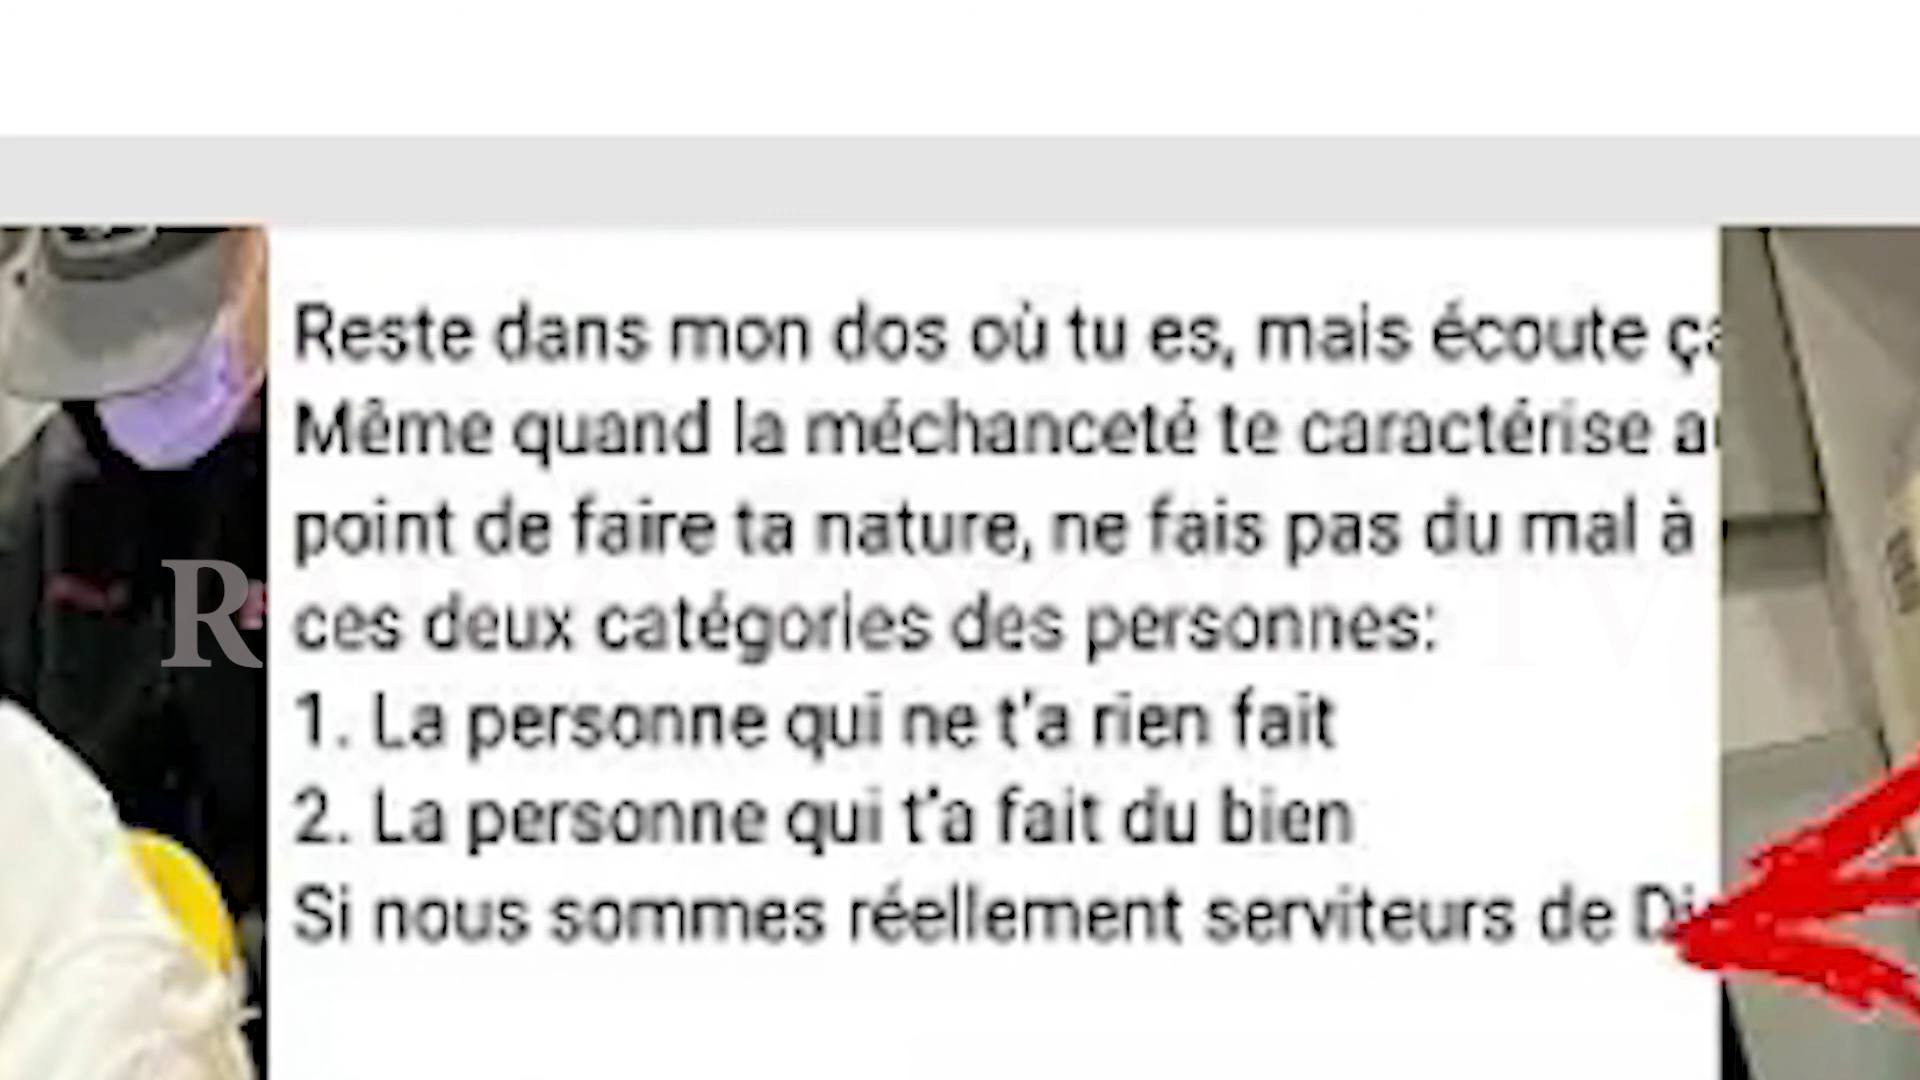 Reste dans mon dos où tu es, mais écoute ça
Même quand la méchanceté te caractérise a
point de faire ta nature, ne fais pas du mal à
ces deux catégories des personnes:
1. La personne qui ne t'a rien fait
2. La personne qui t'a fait du bien
Si nous sommes réellement serviteurs de Di